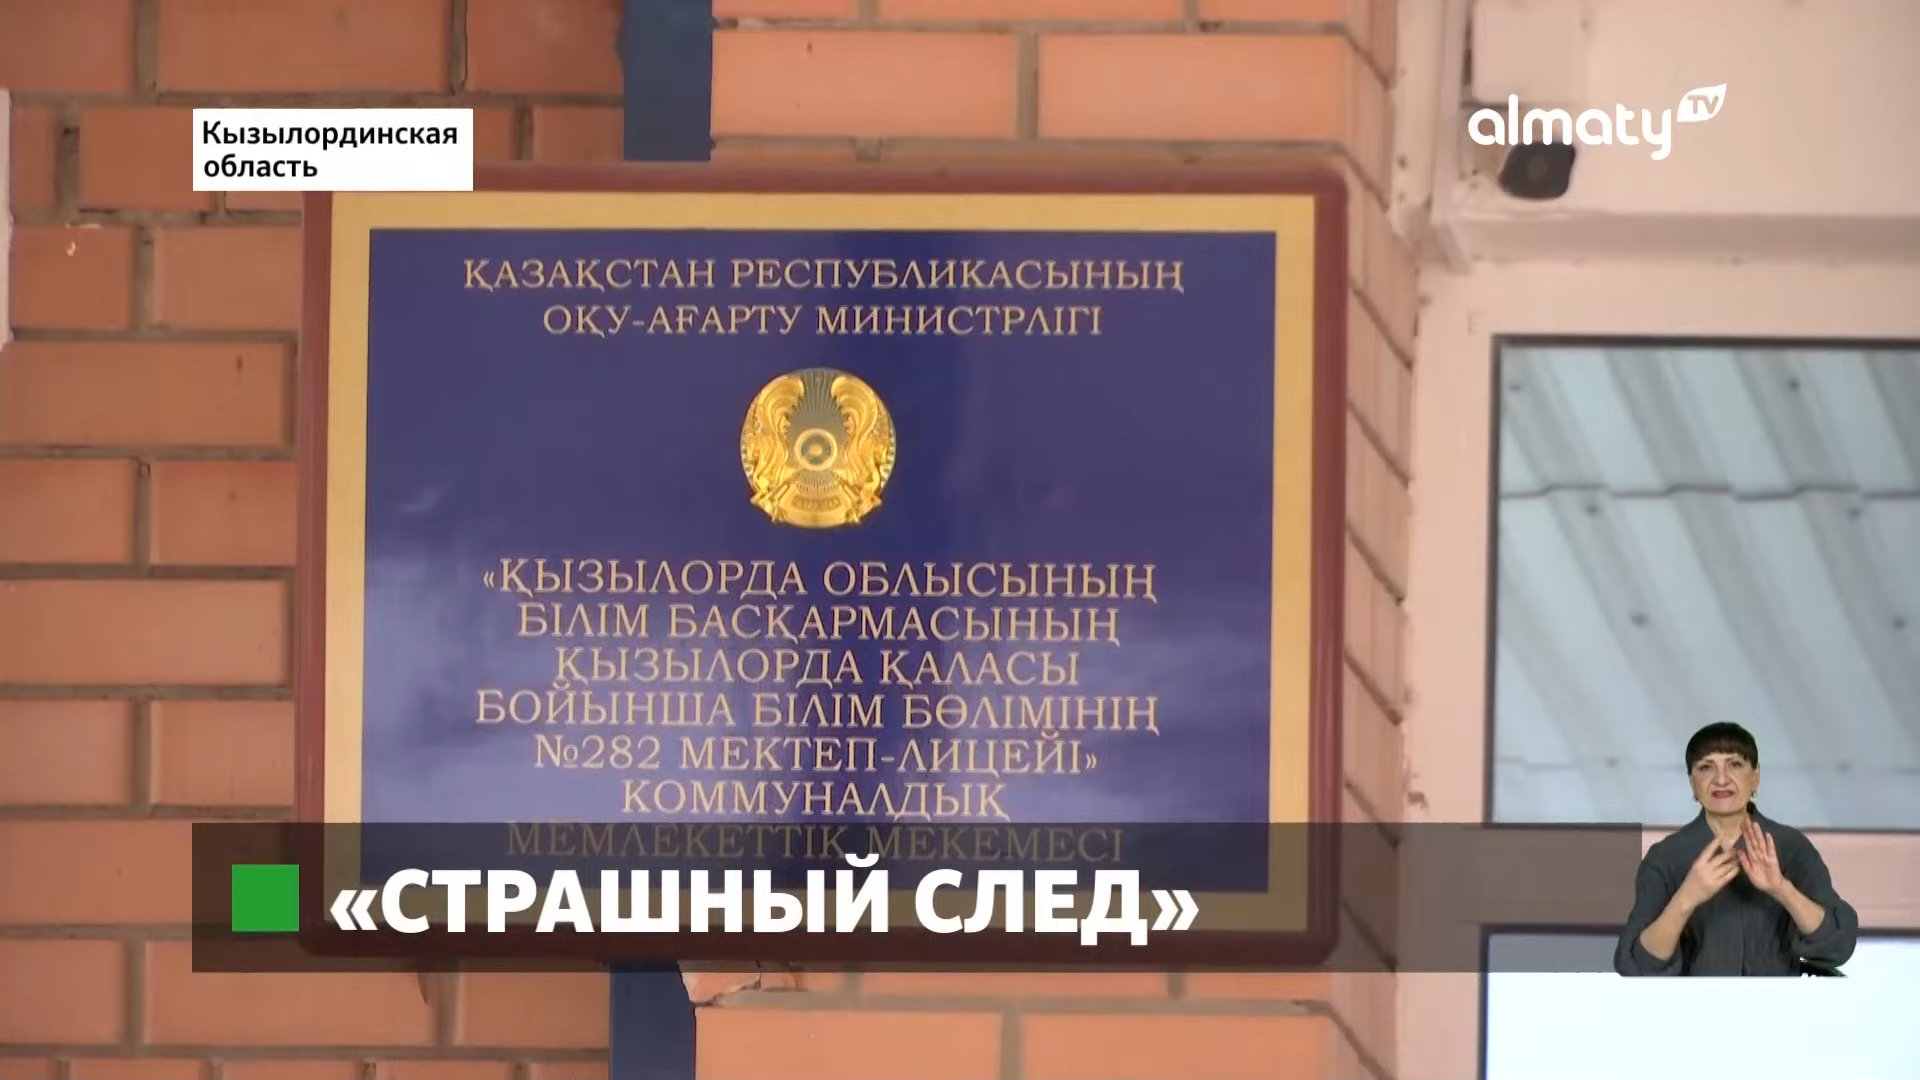 Кызылординская
область
almaty TV
ҚАЗАҚСТАН РЕСПУБЛИКАСЫНЫҢ
ОҚУ-АҒАРТУ МИНИСТРЛІГІ
«ҚЫЗЫЛОРДА ОБЛЫСЫНЫҢ
БІЛІМ БАСҚАРМАСЫНЫҢ
ҚЫЗЫЛОРДА ҚАЛАСЫ
БОЙЫНША БІЛІМ БӨЛІМІНІҢ
№282 МЕКТЕП-ЛИЦЕЙІ»
КОММУНАЛДЫҚ
МЕМЛЕКЕТТІК МЕКЕМЕСІ
«СТРАШНЫЙ СЛЕД»